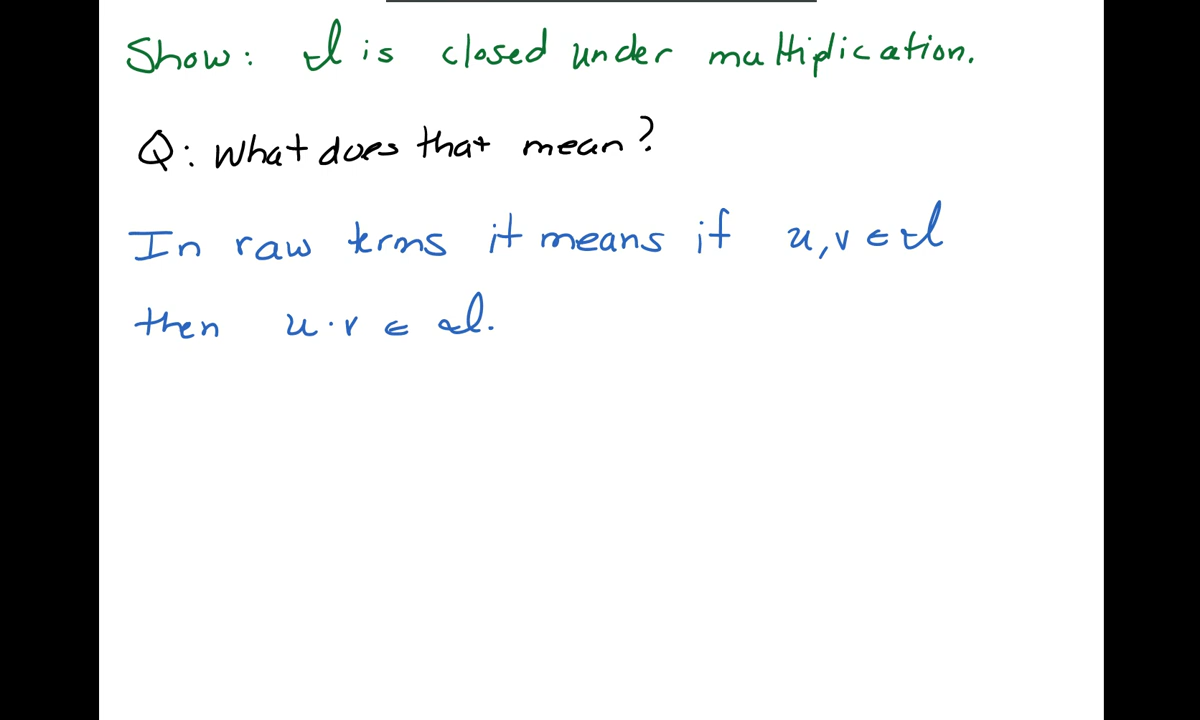 Show: is closed under multiplication.
Q: What does that mean?
In raw terms it means if u, v ∈
then u · v ∈